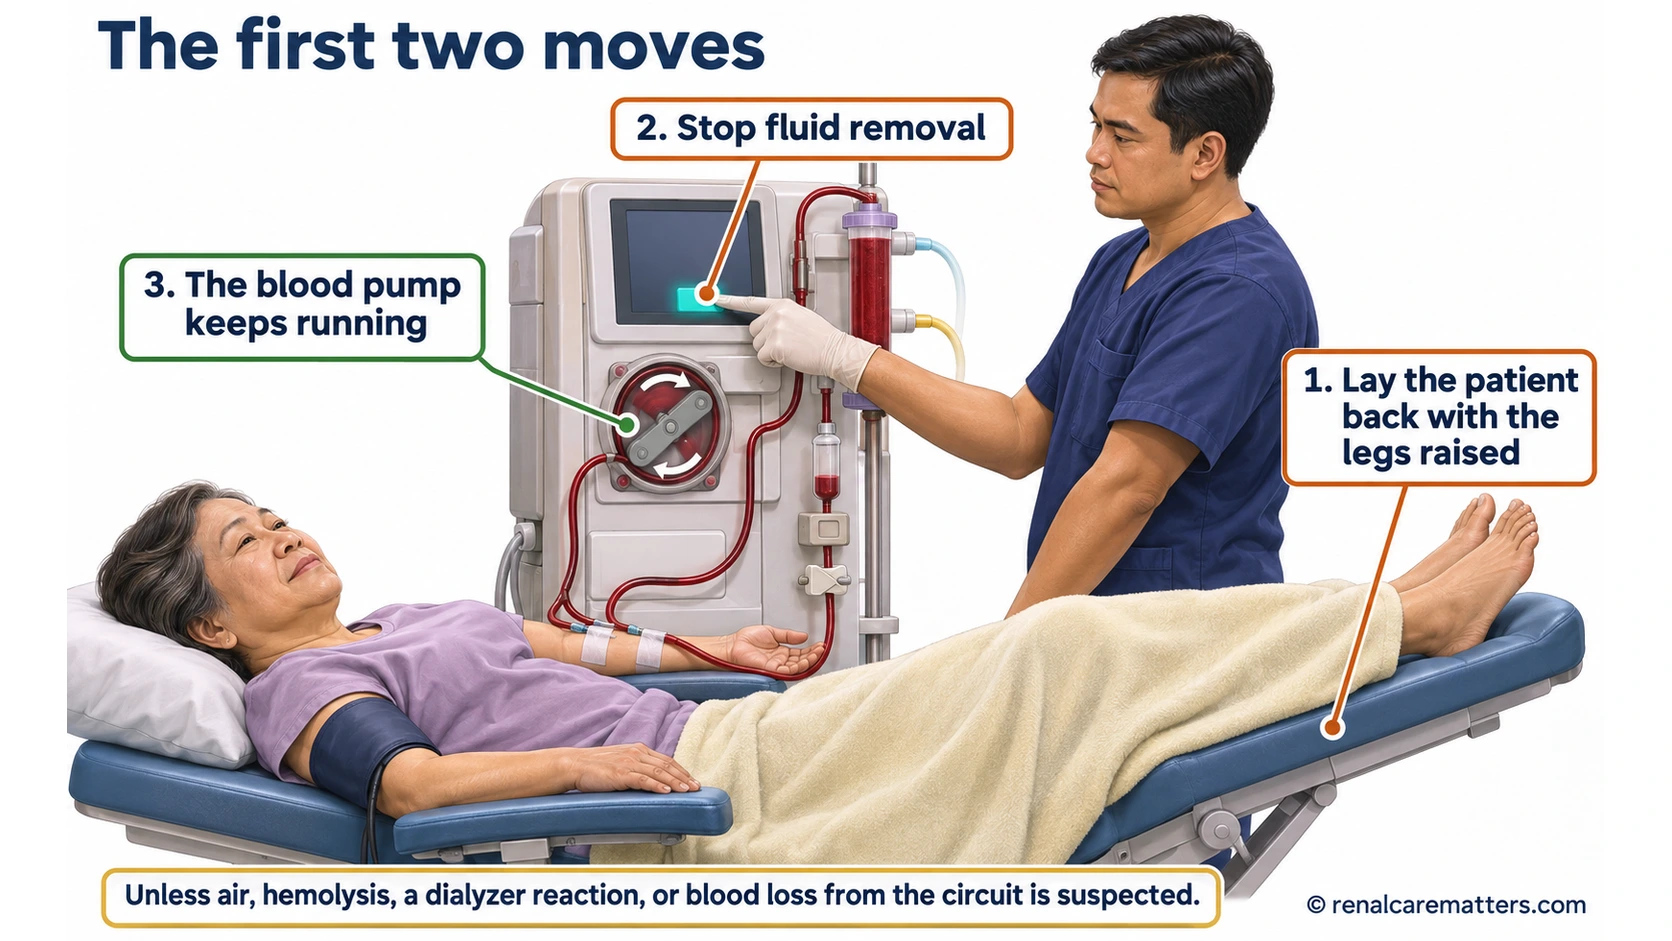 The first two moves
2. Stop fluid removal
3. The blood pump
keeps running
1. Lay the patient
back with the
legs raised
Unless air, hemolysis, a dialyzer reaction, or blood loss from the circuit is suspected.
© renalcarematters.com